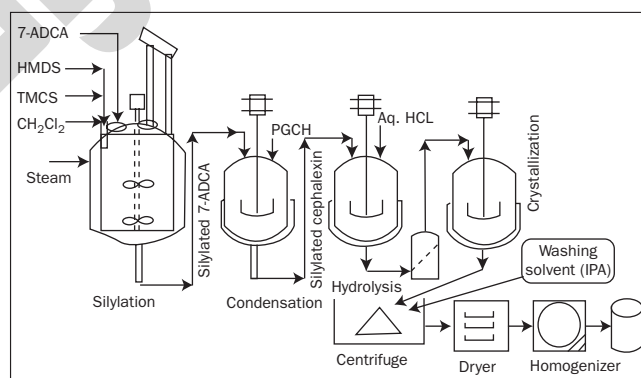 7-ADCA
HMDS
TMCS
CH₂Cl₂
Steam
Silylation
Silylated 7-ADCA
PGCH
Condensation
Silylated cephalexin
Aq. HCL
Hydrolysis
Crystallization
Washing
solvent (IPA)
Centrifuge
Dryer
Homogenizer